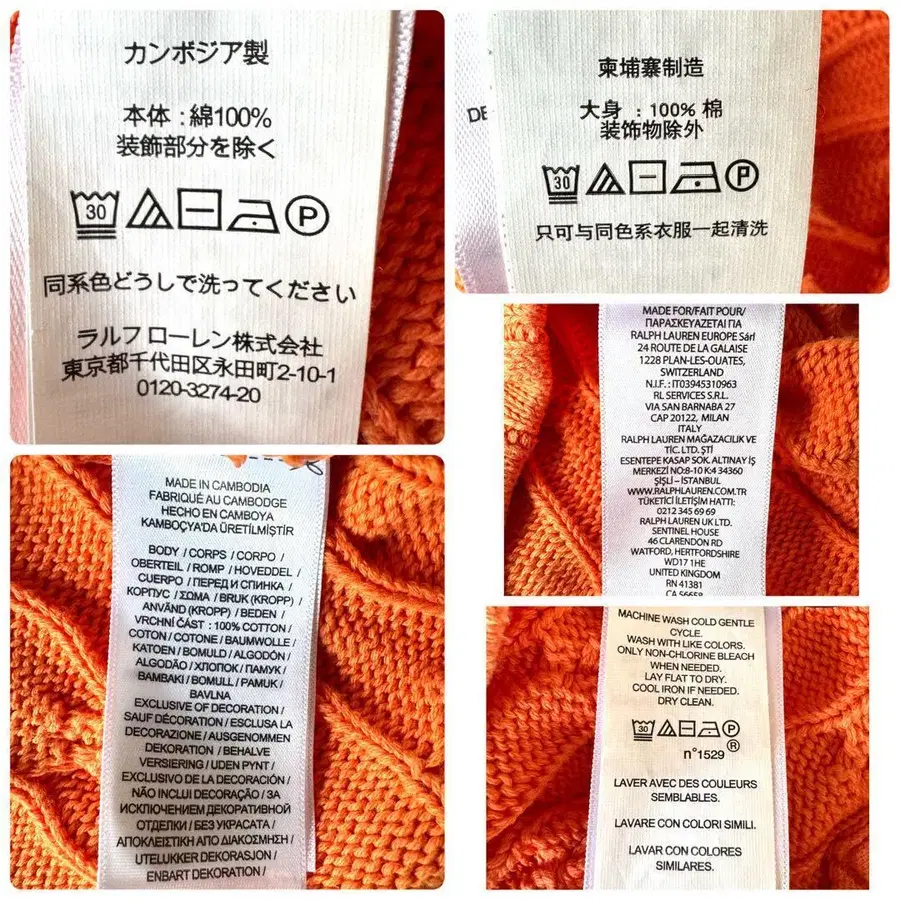 カンボジア製
本体 : 綿100%
装飾部分を除く
30
P
同系色どうしで洗ってください
ラルフ ローレン株式会社
東京都千代田区永田町2-10-1
0120-3274-20
DE
柬埔寨制造
大身 : 100% 棉
装饰物除外
30
P
只可与同色系衣服一起清洗
MADE FOR/FAIT POUR/
ΠΑΡΑΣΚΕΥΑΖΕΤΑΙ ΓΙΑ
RALPH LAUREN EUROPE Sárl
24 ROUTE DE LA GALAISE
1228 PLAN-LES-OUATES,
SWITZERLAND
N.I.F.: IT03945310963
RL SERVICES S.R.L.
VIA SAN BARNABA 27
CAP 20122, MILAN
ITALY
RALPH LAUREN MAĞAZACILIK VE
TİC. LTD. ŞTİ
ESENTEPE KASAP SOK. ALTINAY İŞ
MERKEZİ NO:8-10 K:4 34360
ŞİŞLİ – İSTANBUL
WWW.RALPHLAUREN.COM.TR
TÜKETİCİ İLETİŞİM HATTI:
0212 345 69 69
RALPH LAUREN UK LTD.
SENTINEL HOUSE
46 CLARENDON RD
WATFORD, HERTFORDSHIRE
WD17 1HE
UNITED KINGDOM
RN 41381
CA 56658
MADE IN CAMBODIA
FABRIQUÉ AU CAMBODGE
HECHO EN CAMBOYA
KAMBOÇYA'DA ÜRETİLMİŞTİR
BODY / CORPS / CORPO /
OBERTEIL / ROMP / HOVEDDEL /
CUERPO / ПЕРЕД И СПИНКА /
KOPΠУC / ΣΩΜΑ / BRUK (KROPP) /
ANVÄND (KROPP) / BEDEN /
VRCHNÍ ČÁST : 100% COTTON /
COTON / COTONE / BAUMWOLLE /
KATOEN / BOMULD / ALGODÓN /
ALGODÃO / ХЛОПОК / ПАМУК /
BAMBAKI / BOMULL / PAMUK /
BAVLNA
EXCLUSIVE OF DECORATION /
SAUF DÉCORATION / ESCLUSA LA
DECORAZIONE / AUSGENOMMEN
DEKORATION / BEHALVE
VERSIERING / UDEN PYNT /
EXCLUSIVO DE LA DECORACIÓN /
NÃO INCLUI DECORAÇÃO / ЗА
ИСКЛЮЧЕНИЕМ ДЕКОРАТИВНОЙ
ОТДЕЛКИ / БЕЗ УКРАСАТА /
ΑΠΟΚΛΕΙΣΤΙΚΗ ΑΠΟ ΔΙΑΚΟΣΜΗΣΗ /
UTELUKKER DEKORASJON /
ENBART DEKORATION /
MACHINE WASH COLD GENTLE
CYCLE.
WASH WITH LIKE COLORS.
ONLY NON-CHLORINE BLEACH
WHEN NEEDED.
LAY FLAT TO DRY.
COOL IRON IF NEEDED.
DRY CLEAN.
30
P
®
n°1529
LAVER AVEC DES COULEURS
SEMBLABLES.
LAVARE CON COLORI SIMILI.
LAVAR CON COLORES
SIMILARES.